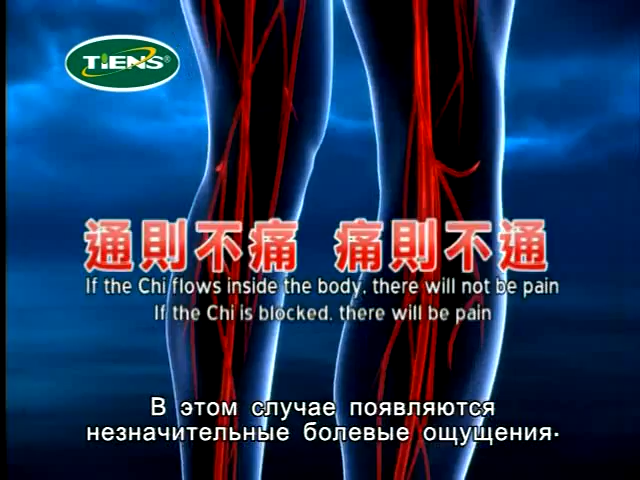 TiENS®
通則不痛 痛則不通
If the Chi flows inside the body, there will not be pain
If the Chi is blocked, there will be pain
В этом случае появляются
незначительные болевые ощущения.